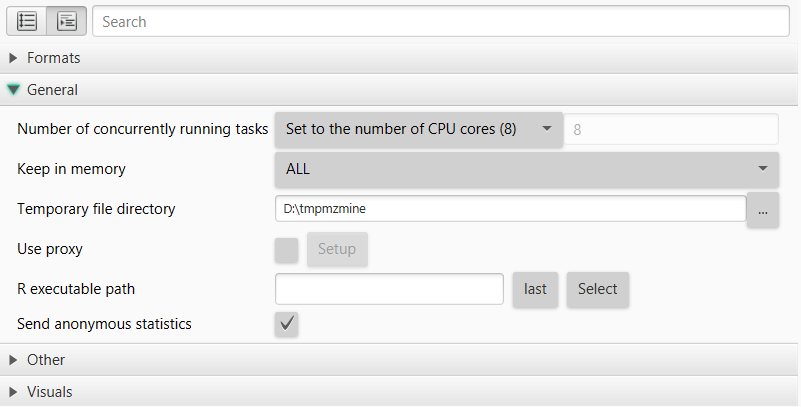 Search
Formats
General
Number of concurrently running tasks Set to the number of CPU cores (8) 8
Keep in memory ALL
Temporary file directory D:\tmpmzmine ...
Use proxy Setup
R executable path last Select
Send anonymous statistics
Other
Visuals